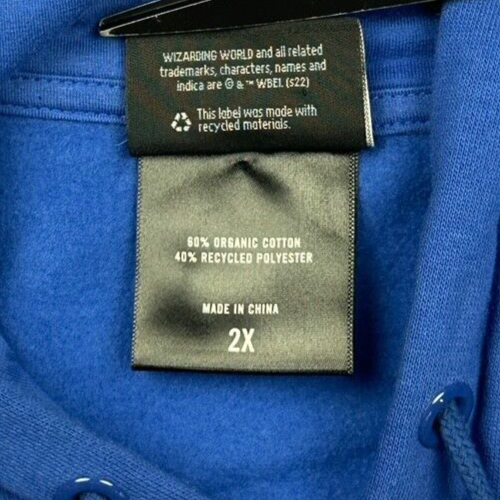 WIZARDING WORLD and all related
trademarks, characters, names and
indica are © & ™ WBEI. (s22)
This label was made with
recycled materials.
60% ORGANIC COTTON
40% RECYCLED POLYESTER
MADE IN CHINA
2X